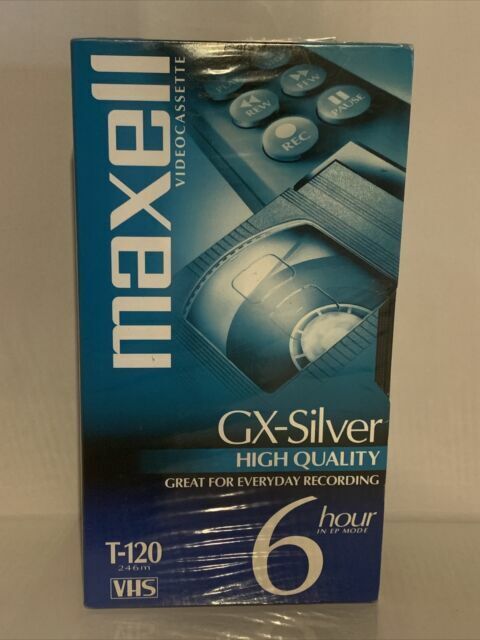 maxell
VIDEOCASSETTE
REW
F.FW
PAUSE
REC
GX-Silver
HIGH QUALITY
GREAT FOR EVERYDAY RECORDING
6 hour
IN EP MODE
T-120
246m
VHS